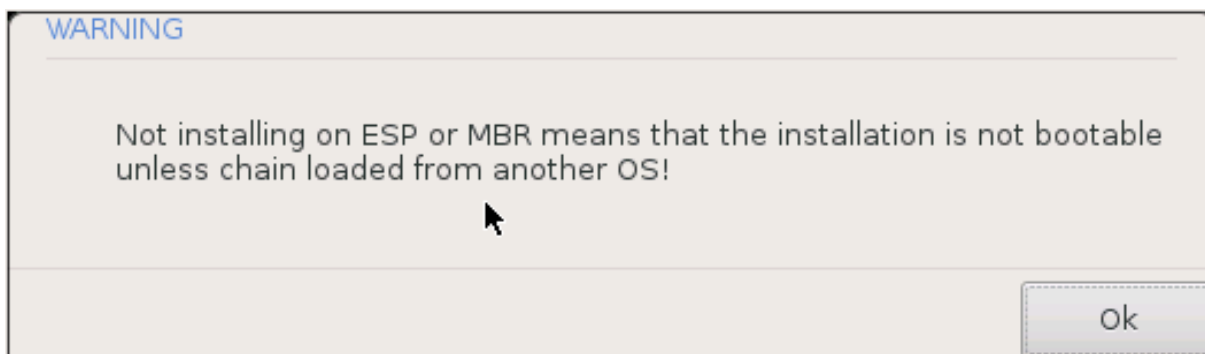 WARNING
Not installing on ESP or MBR means that the installation is not bootable
unless chain loaded from another OS!
Ok